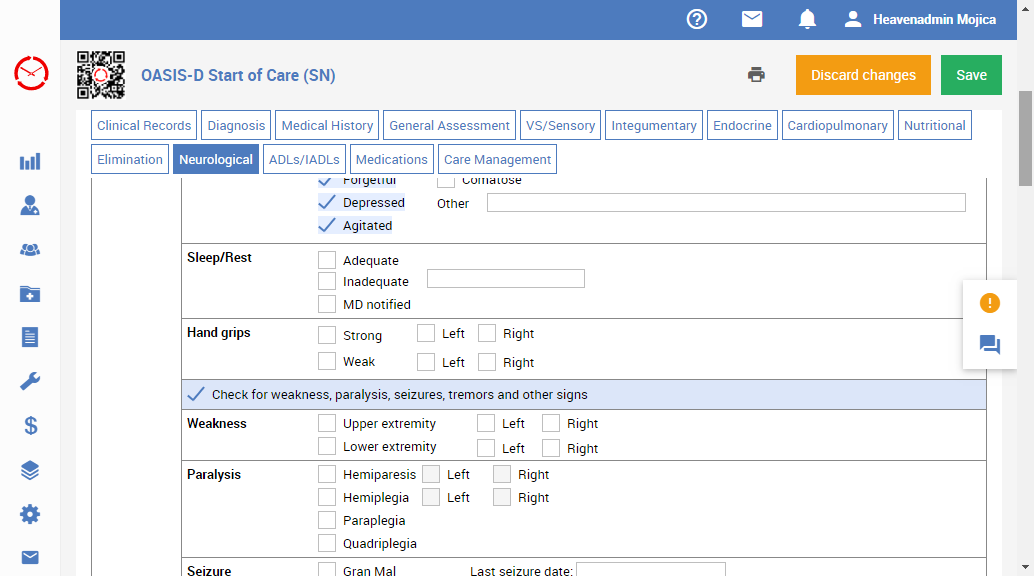 Heavenadmin Mojica
OASIS-D Start of Care (SN)
Discard changes
Save
Clinical Records
Diagnosis
Medical History
General Assessment
VS/Sensory
Integumentary
Endocrine
Cardiopulmonary
Nutritional
Elimination
Neurological
ADLs/IADLs
Medications
Care Management
Forgetful Comatose
Depressed Other
Agitated
Sleep/Rest Adequate
Inadequate
MD notified
Hand grips Strong Left Right
Weak Left Right
Check for weakness, paralysis, seizures, tremors and other signs
Weakness Upper extremity Left Right
Lower extremity Left Right
Paralysis Hemiparesis Left Right
Hemiplegia Left Right
Paraplegia
Quadriplegia
Seizure Gran Mal Last seizure date: